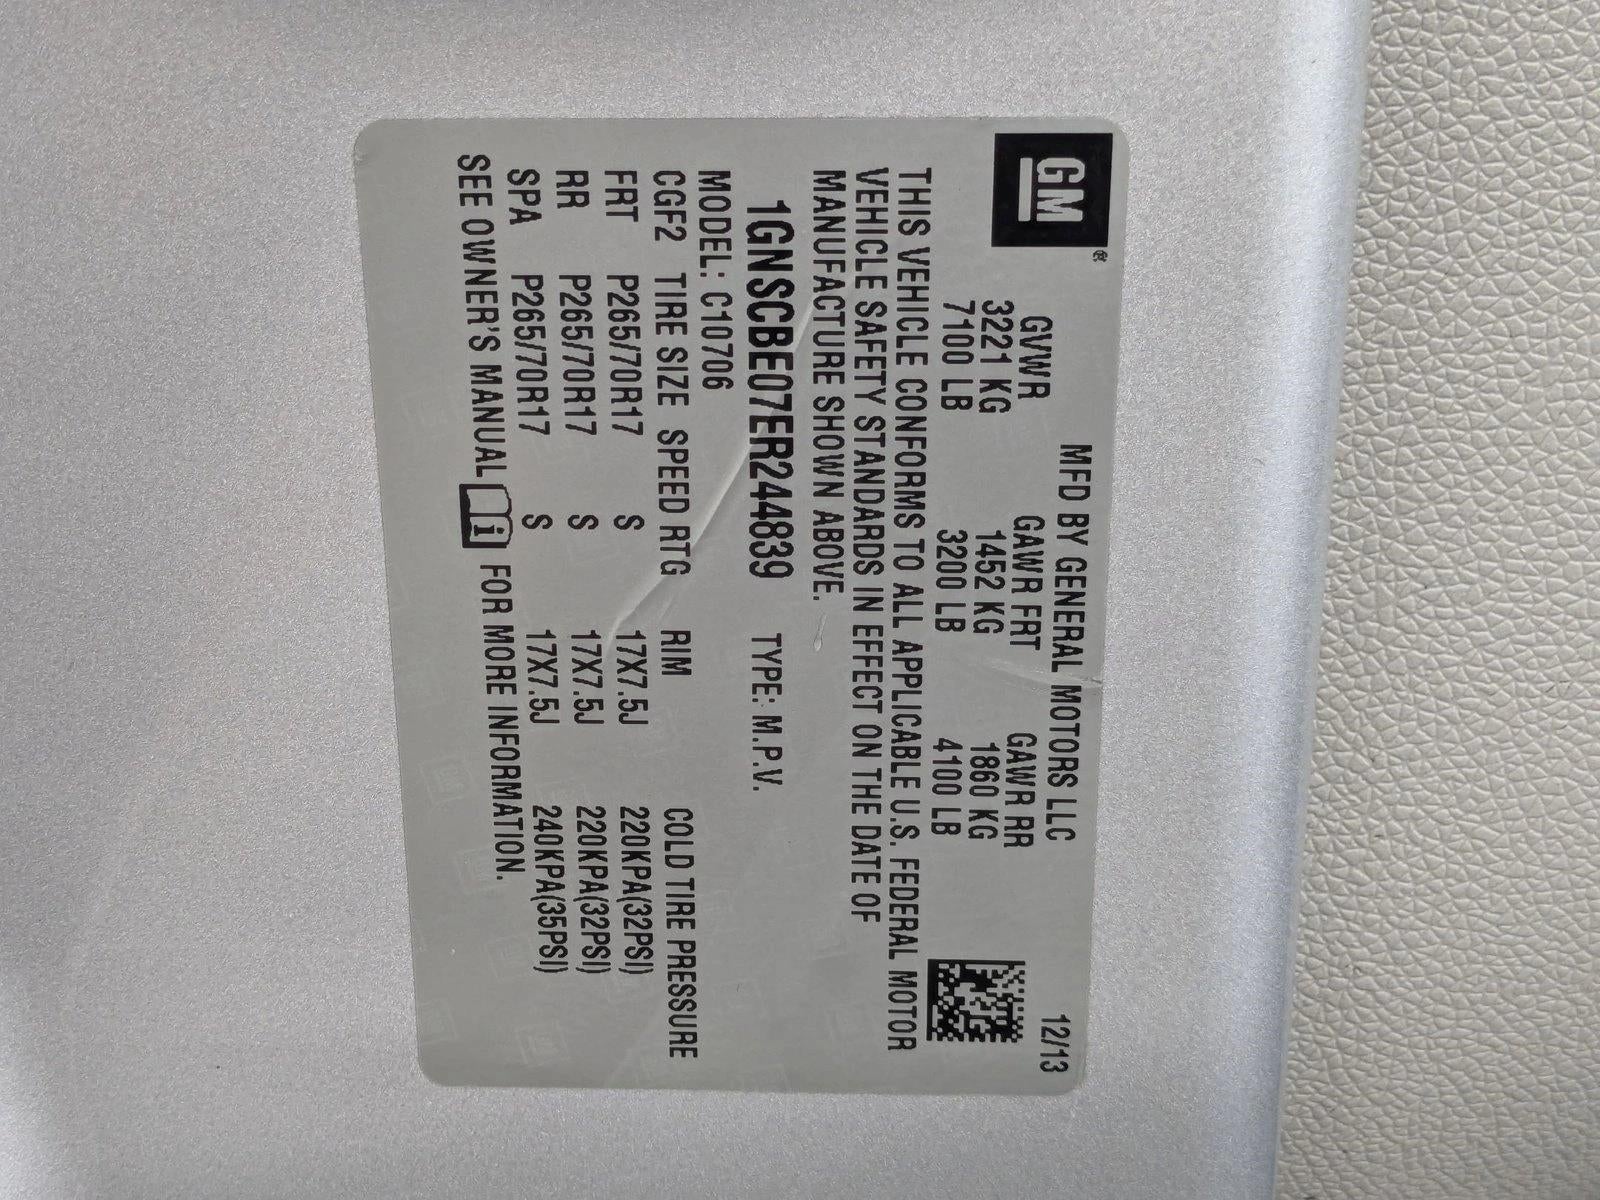 GM ®
MFD BY GENERAL MOTORS LLC 12/13
GVWR GAWR FRT GAWR RR
3221 KG 1452 KG 1860 KG
7100 LB 3200 LB 4100 LB
THIS VEHICLE CONFORMS TO ALL APPLICABLE U.S. FEDERAL MOTOR
VEHICLE SAFETY STANDARDS IN EFFECT ON THE DATE OF
MANUFACTURE SHOWN ABOVE.
1GNSCBE07ER244839 TYPE: M.P.V.
MODEL: C10706
CGF2 TIRE SIZE SPEED RTG RIM COLD TIRE PRESSURE
FRT P265/70R17 S 17X7.5J 220KPA(32PSI)
RR P265/70R17 S 17X7.5J 220KPA(32PSI)
SPA P265/70R17 S 17X7.5J 240KPA(35PSI)
SEE OWNER'S MANUAL i FOR MORE INFORMATION.